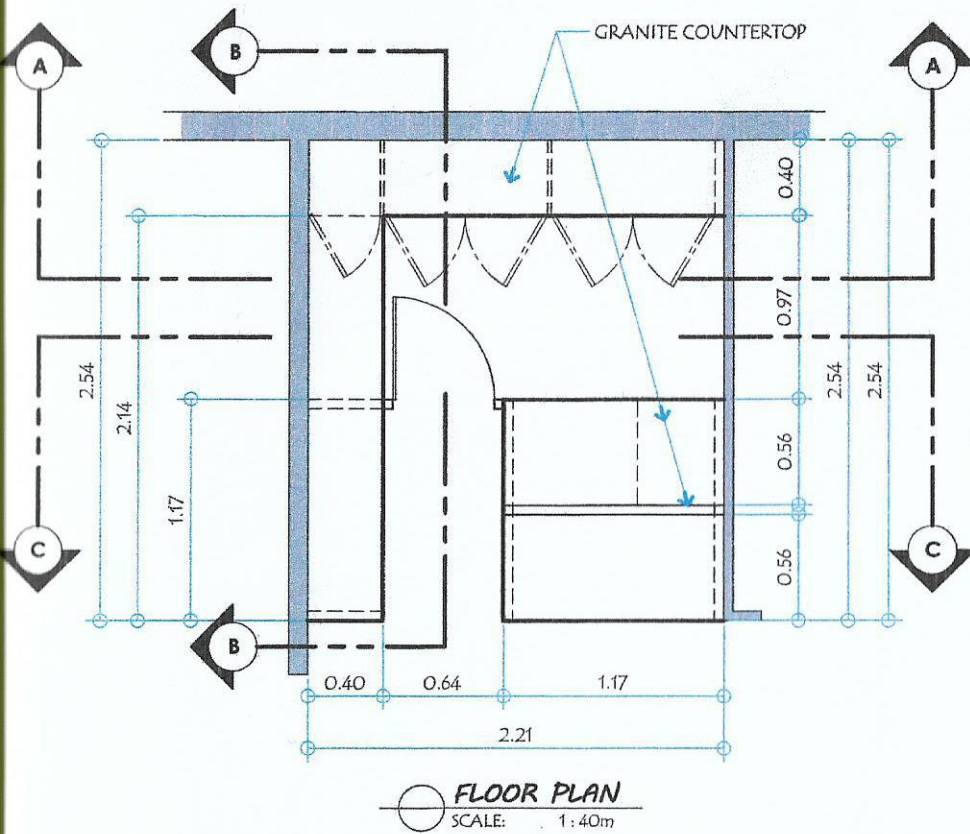 GRANITE COUNTERTOP
A
B
A
0.40
0.97
2.54
2.14
2.54
2.54
1.17
0.56
0.56
C
C
B
0.40
0.64
1.17
2.21
FLOOR PLAN
SCALE: 1:40m